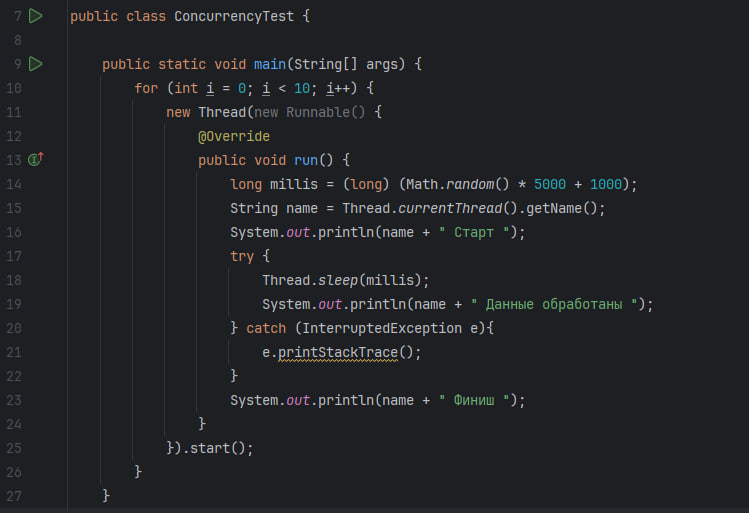 7 public class ConcurrencyTest {
8
9 public static void main(String[] args) {
10 for (int i = 0; i < 10; i++) {
11 new Thread(new Runnable() {
12 @Override
13 public void run() {
14 long millis = (long) (Math.random() * 5000 + 1000);
15 String name = Thread.currentThread().getName();
16 System.out.println(name + " Старт ");
17 try {
18 Thread.sleep(millis);
19 System.out.println(name + " Данные обработаны ");
20 } catch (InterruptedException e){
21 e.printStackTrace();
22 }
23 System.out.println(name + " Финиш ");
24 }
25 }).start();
26 }
27 }